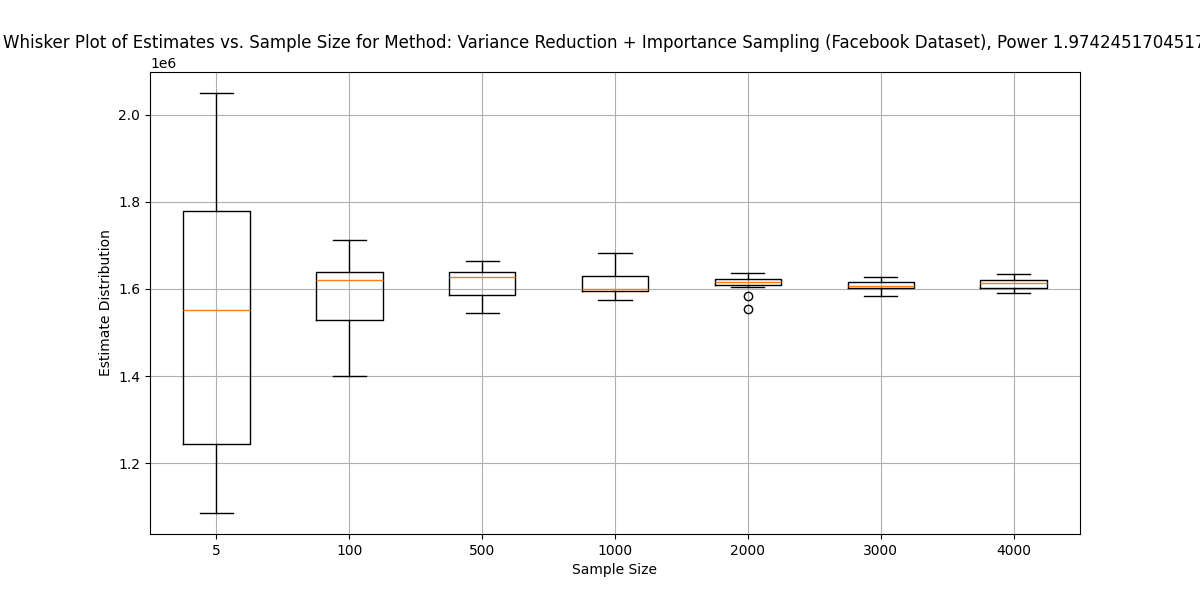 Whisker Plot of Estimates vs. Sample Size for Method: Variance Reduction + Importance Sampling (Facebook Dataset), Power 1.9742451704517
1e6
2.0
1.8
1.6
1.4
1.2
Estimate Distribution
5 100 500 1000 2000 3000 4000
Sample Size